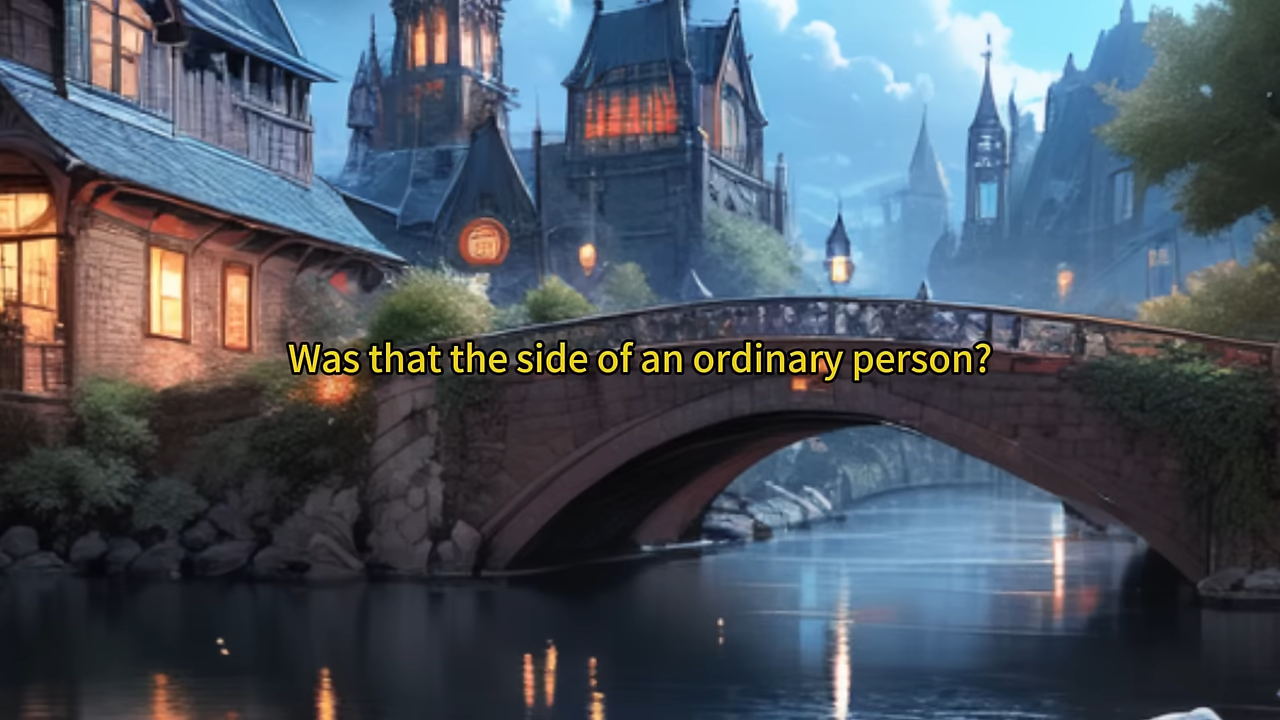 Was that the side of an ordinary person?